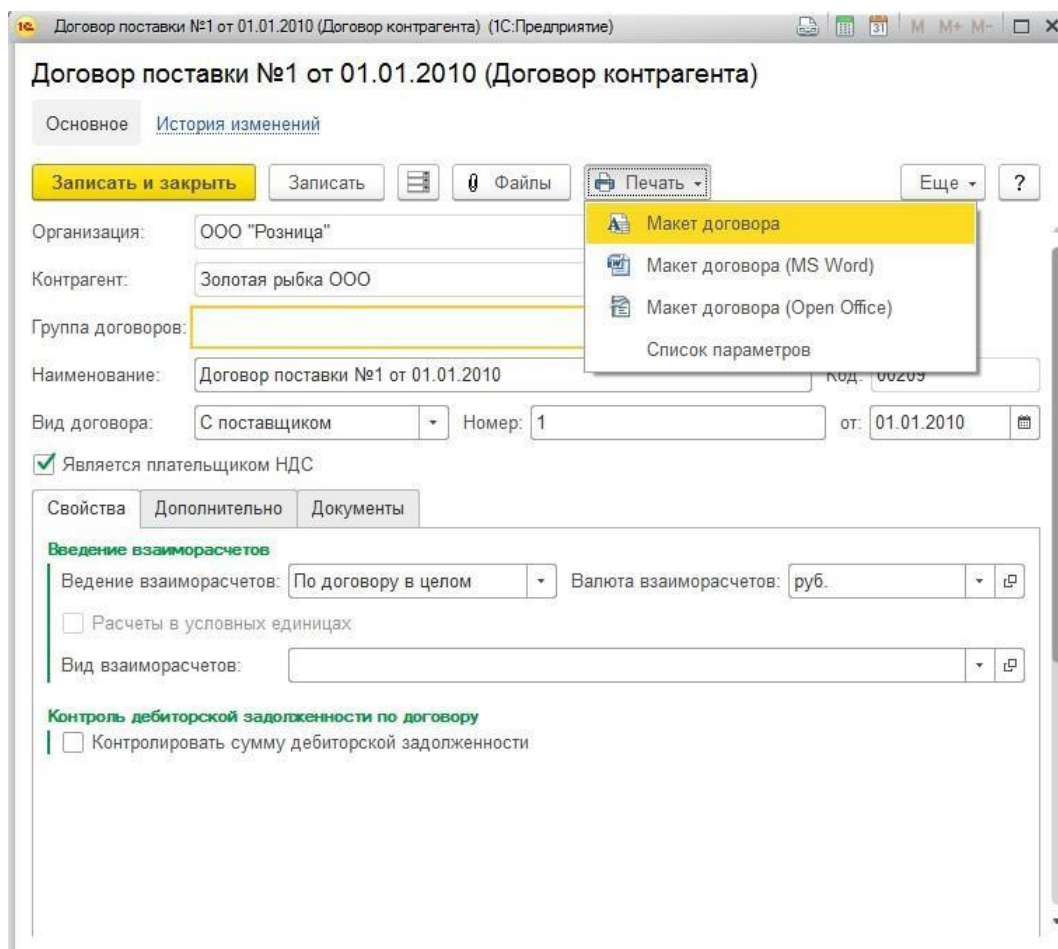 Договор поставки №1 от 01.01.2010 (Договор контрагента) (1С:Предприятие)
31 M M+ M-
Договор поставки №1 от 01.01.2010 (Договор контрагента)
Основное История изменений
Записать и закрыть Записать Файлы Печать Еще ?
Организация: ООО "Розница"
Макет договора
Контрагент: Золотая рыбка ООО
Макет договора (MS Word)
Группа договоров:
Макет договора (Open Office)
Список параметров
Наименование: Договор поставки №1 от 01.01.2010 Код: 00209
Вид договора: С поставщиком Номер: 1 от: 01.01.2010
Является плательщиком НДС
Свойства Дополнительно Документы
Введение взаиморасчетов
Ведение взаиморасчетов: По договору в целом Валюта взаиморасчетов: руб.
Расчеты в условных единицах
Вид взаиморасчетов:
Контроль дебиторской задолженности по договору
Контролировать сумму дебиторской задолженности